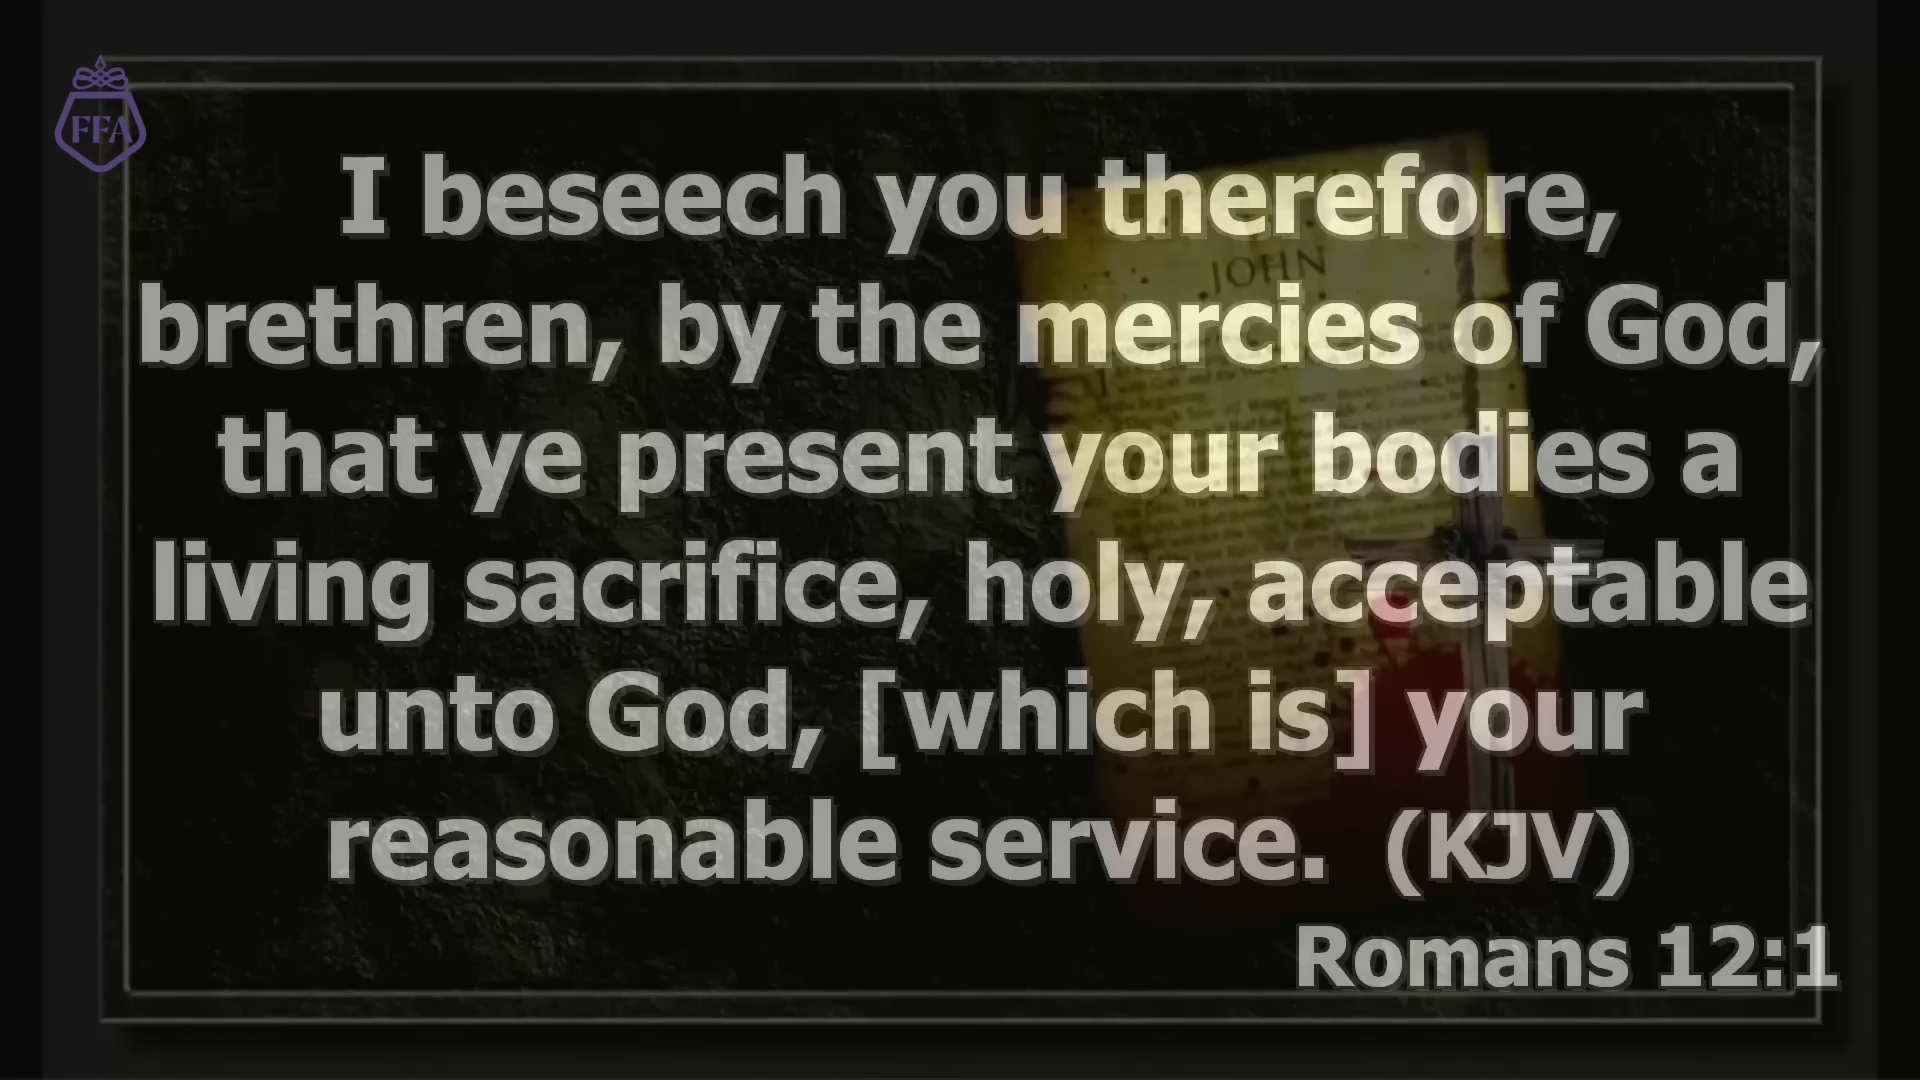 FFA
I beseech you therefore,
JOHN
brethren, by the mercies of God,
that ye present your bodies a
living sacrifice, holy, acceptable
unto God, [which is] your
reasonable service. (KJV)
Romans 12:1